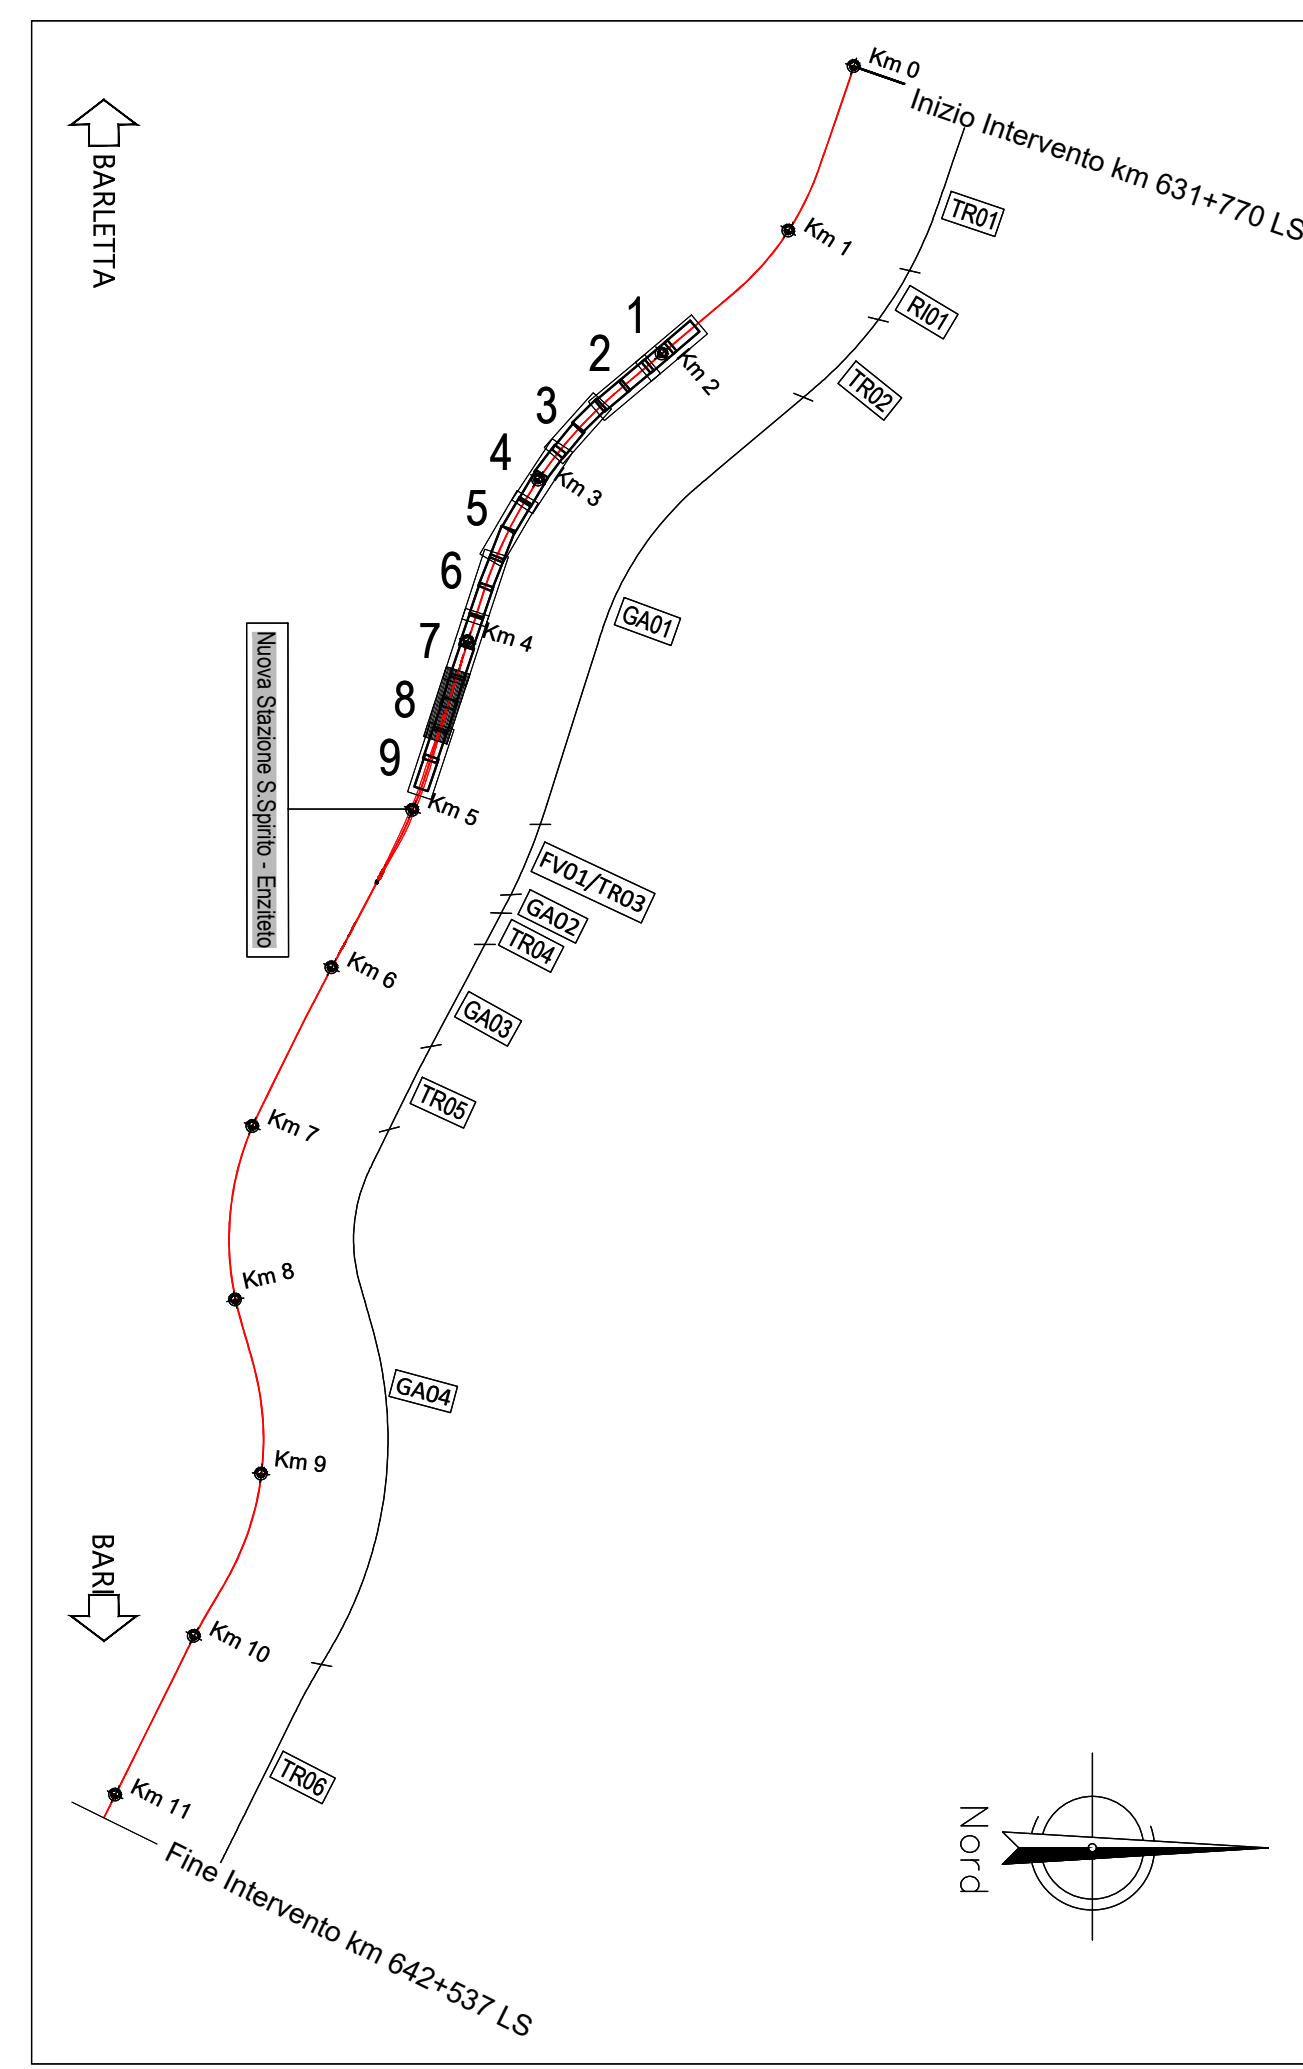 Km 0
Inizio Intervento km 631+770 LS
BARLETTA
TR01
Km 1
RI01
1
Km 2
2
TR02
3
4
Km 3
5
6
GA01
7
Km 4
Nuova Stazione S.Spirito - Enziteto
8
9
Km 5
FV01/TR03
GA02
TR04
Km 6
GA03
TR05
Km 7
Km 8
GA04
Km 9
BARI
Km 10
TR06
Km 11
Nord
Fine Intervento km 642+537 LS